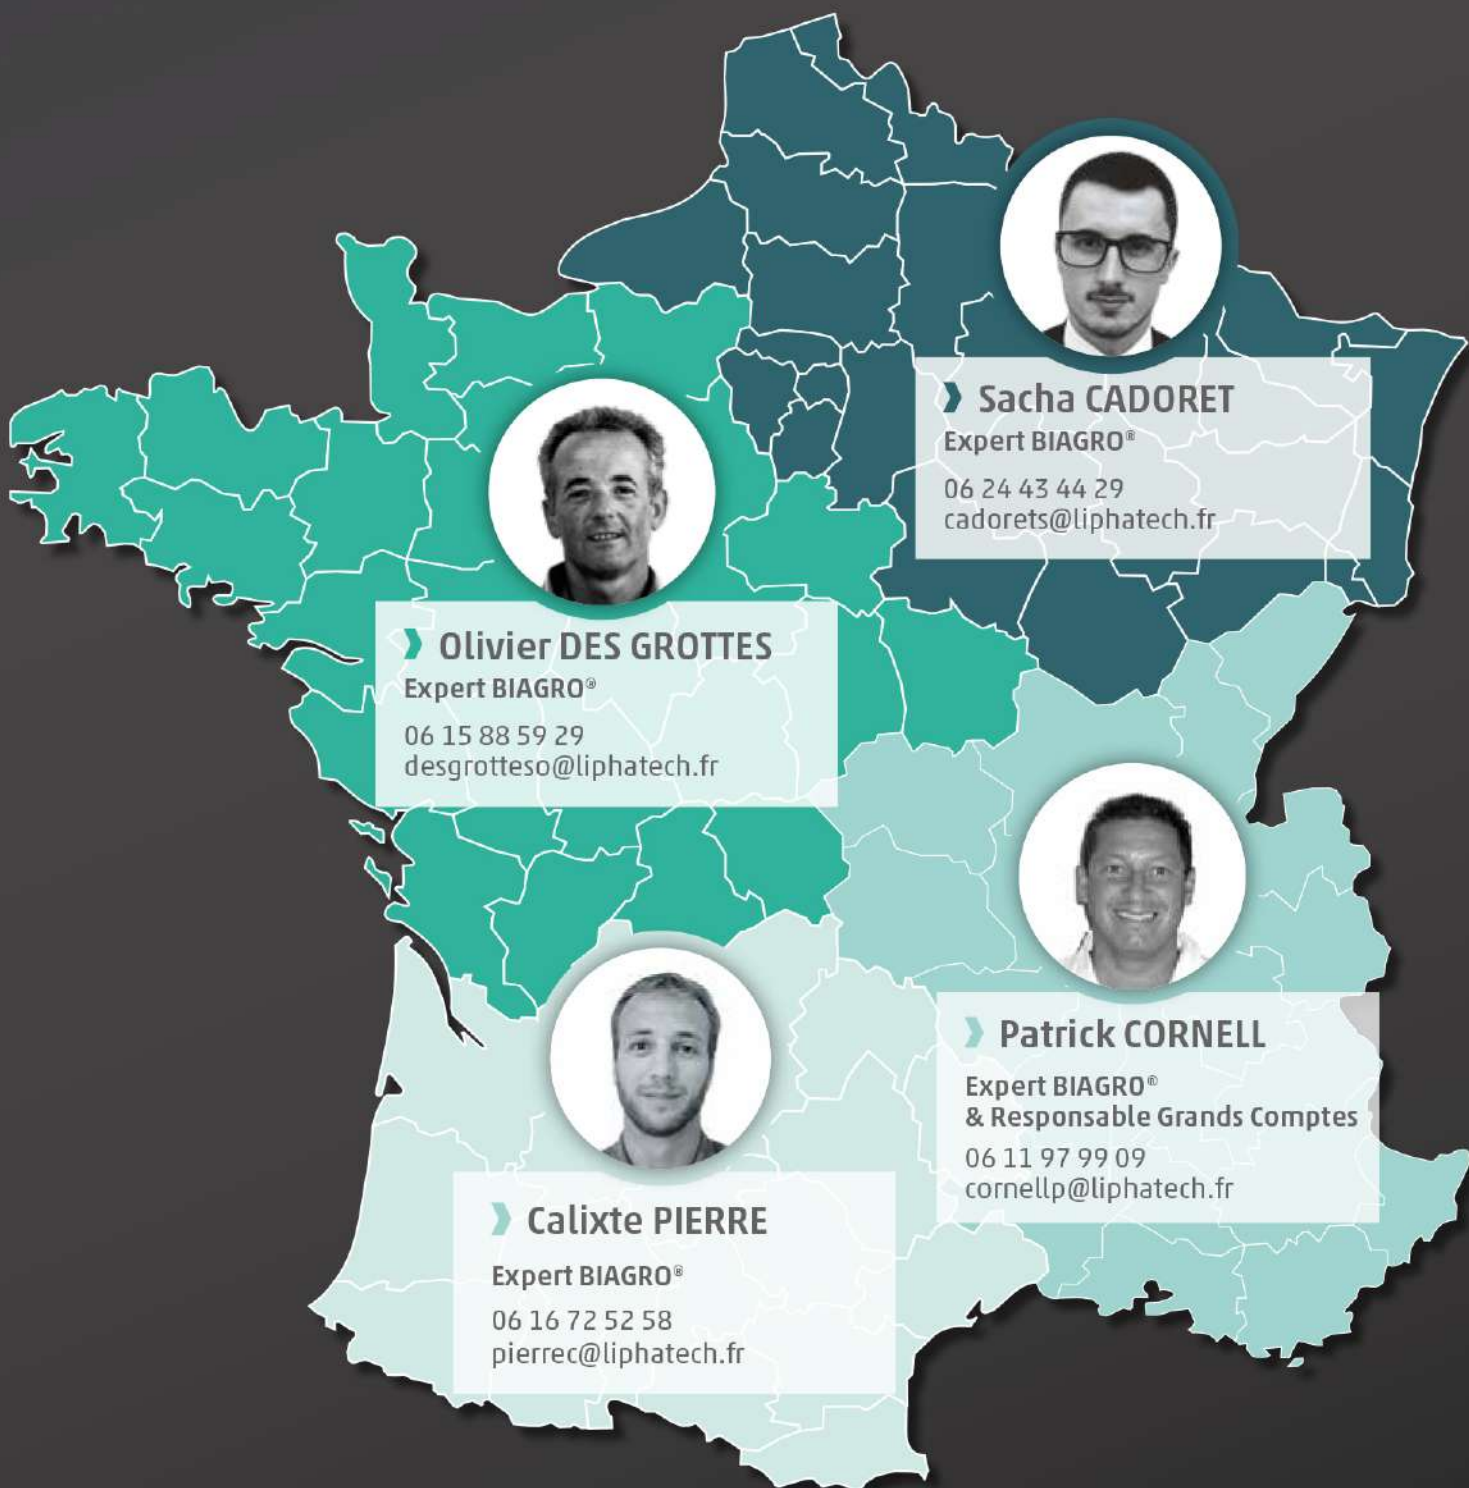 Sacha CADORET
Expert BIAGRO®
06 24 43 44 29
cadorets@liphatech.fr
Olivier DES GROTTES
Expert BIAGRO®
06 15 88 59 29
desgrotteso@liphatech.fr
Patrick CORNELL
Expert BIAGRO®
& Responsable Grands Comptes
06 11 97 99 09
cornellp@liphatech.fr
Calixte PIERRE
Expert BIAGRO®
06 16 72 52 58
pierrec@liphatech.fr